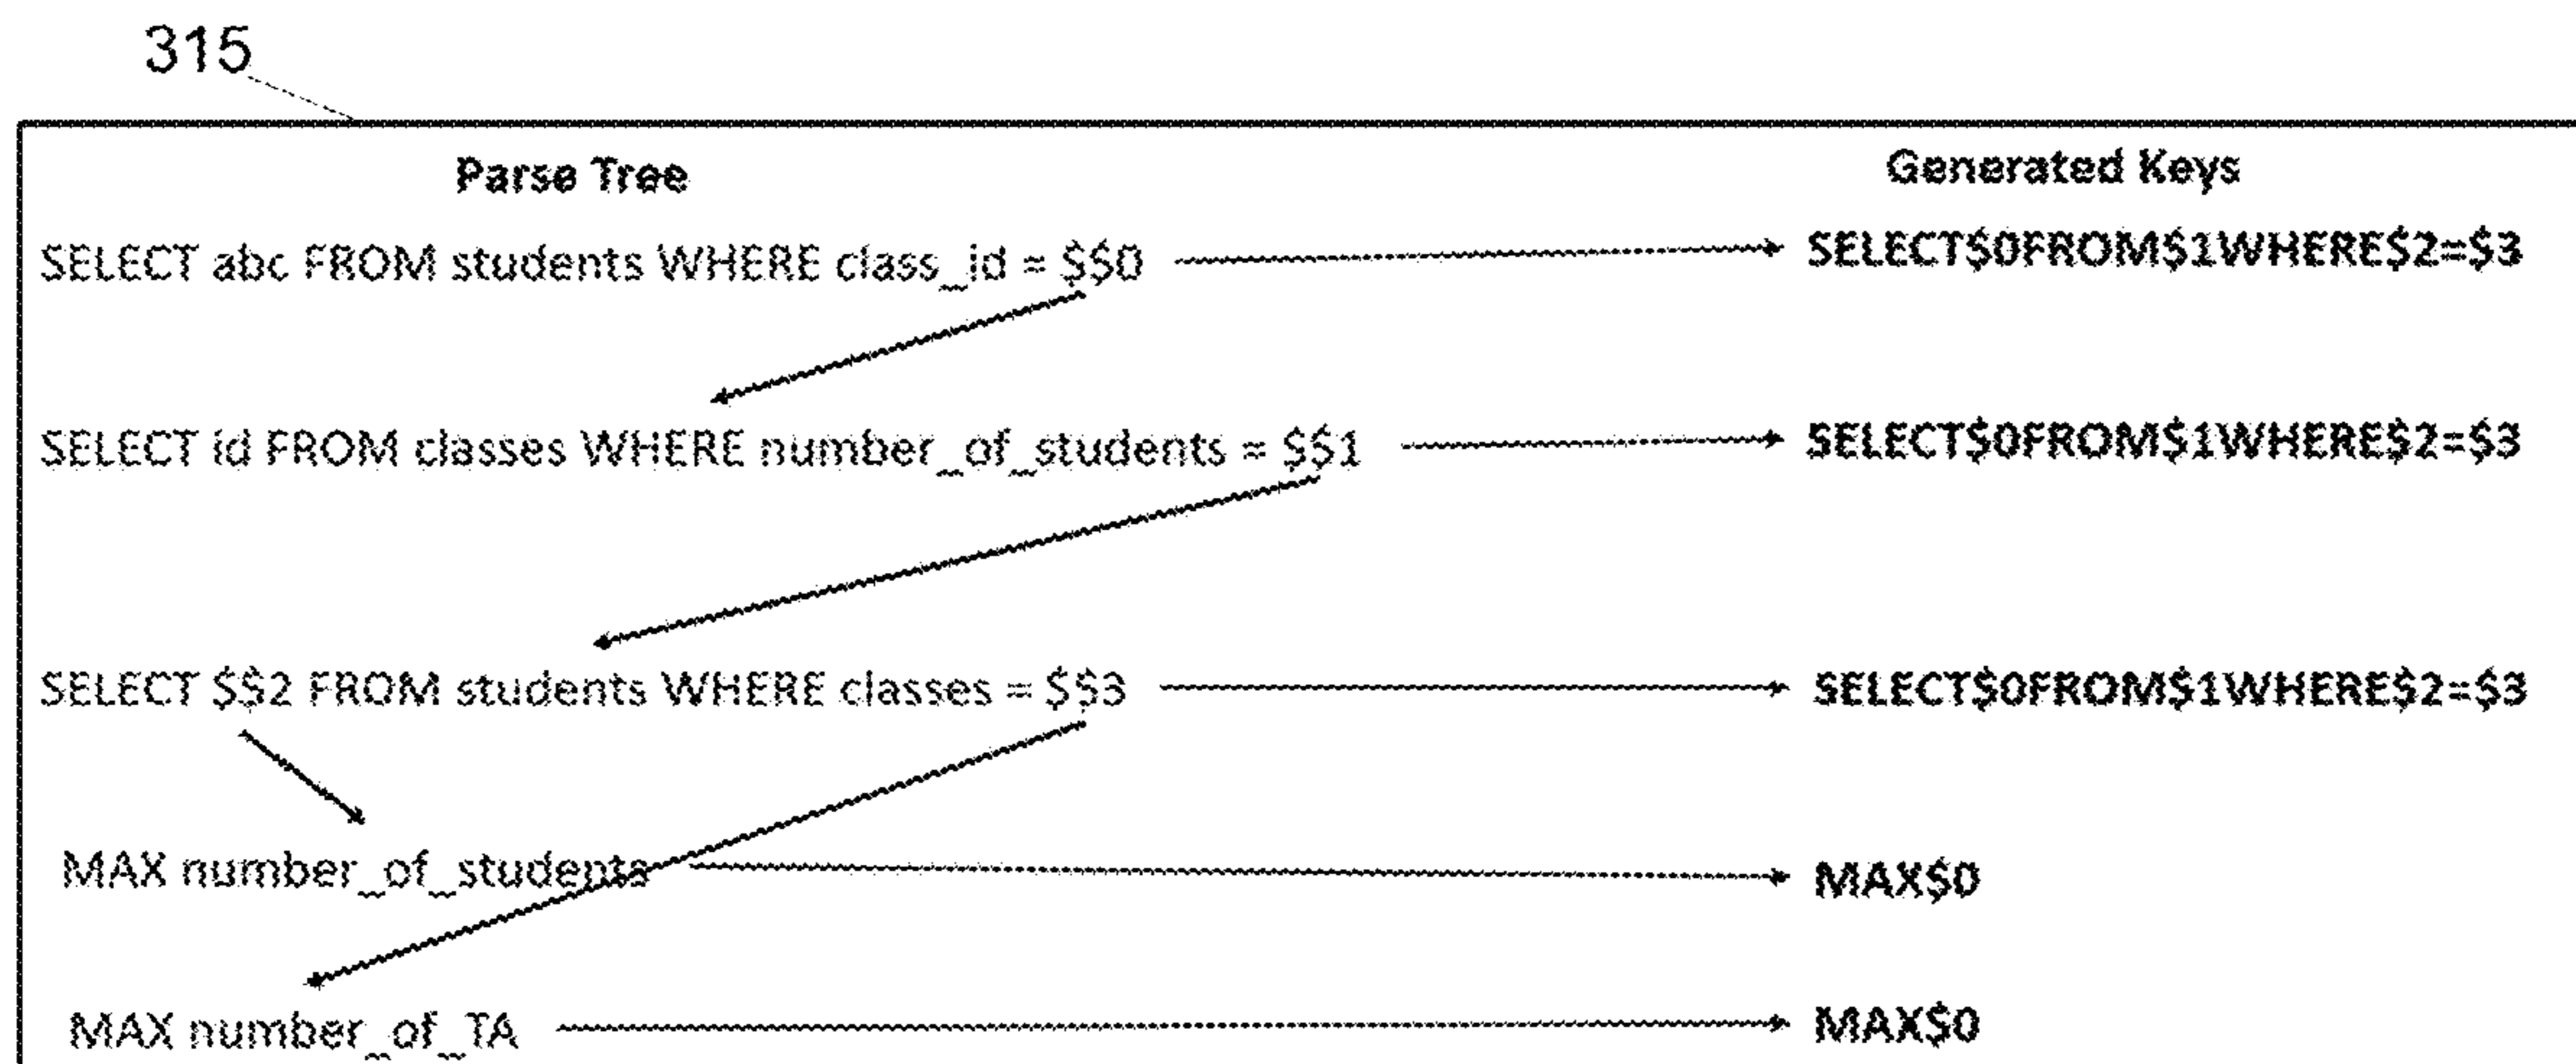 315
Parse Tree Generated Keys
SELECT abc FROM students WHERE class_id = $$0 SELECT$0FROM$1WHERE$2=$3
SELECT id FROM classes WHERE number_of_students = $$1 SELECT$0FROM$1WHERE$2=$3
SELECT $$2 FROM students WHERE classes = $$3 SELECT$0FROM$1WHERE$2=$3
MAX number_of_students MAX$0
MAX number_of_TA MAX$0